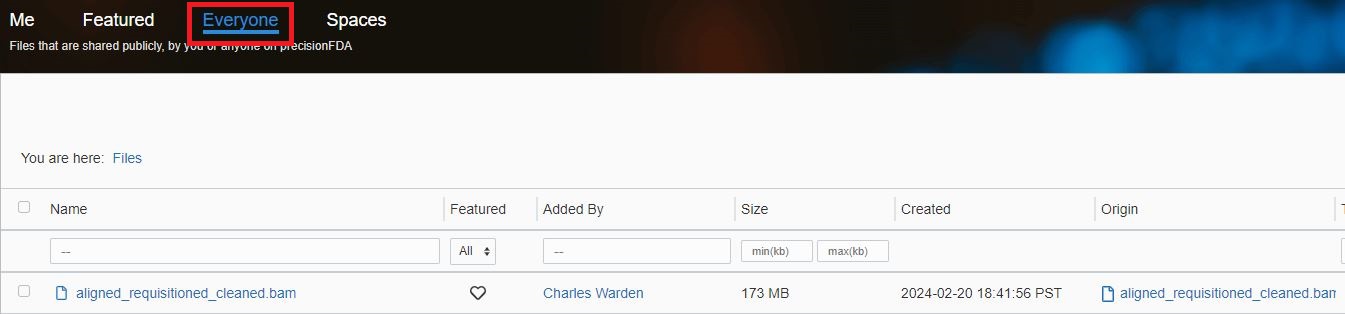 Me Featured Everyone Spaces
Files that are shared publicly, by you or anyone on precisionFDA
You are here: Files
Name Featured Added By Size Created Origin
-- All -- min(kb) max(kb)
aligned_requisitioned_cleaned.bam Charles Warden 173 MB 2024-02-20 18:41:56 PST aligned_requisitioned_cleaned.bam